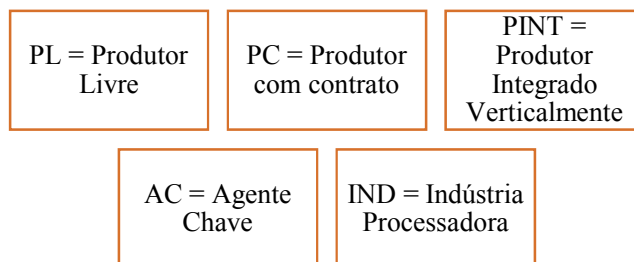 PL = Produtor
Livre
PC = Produtor
com contrato
PINT =
Produtor
Integrado
Verticalmente
AC = Agente
Chave
IND = Indústria
Processadora